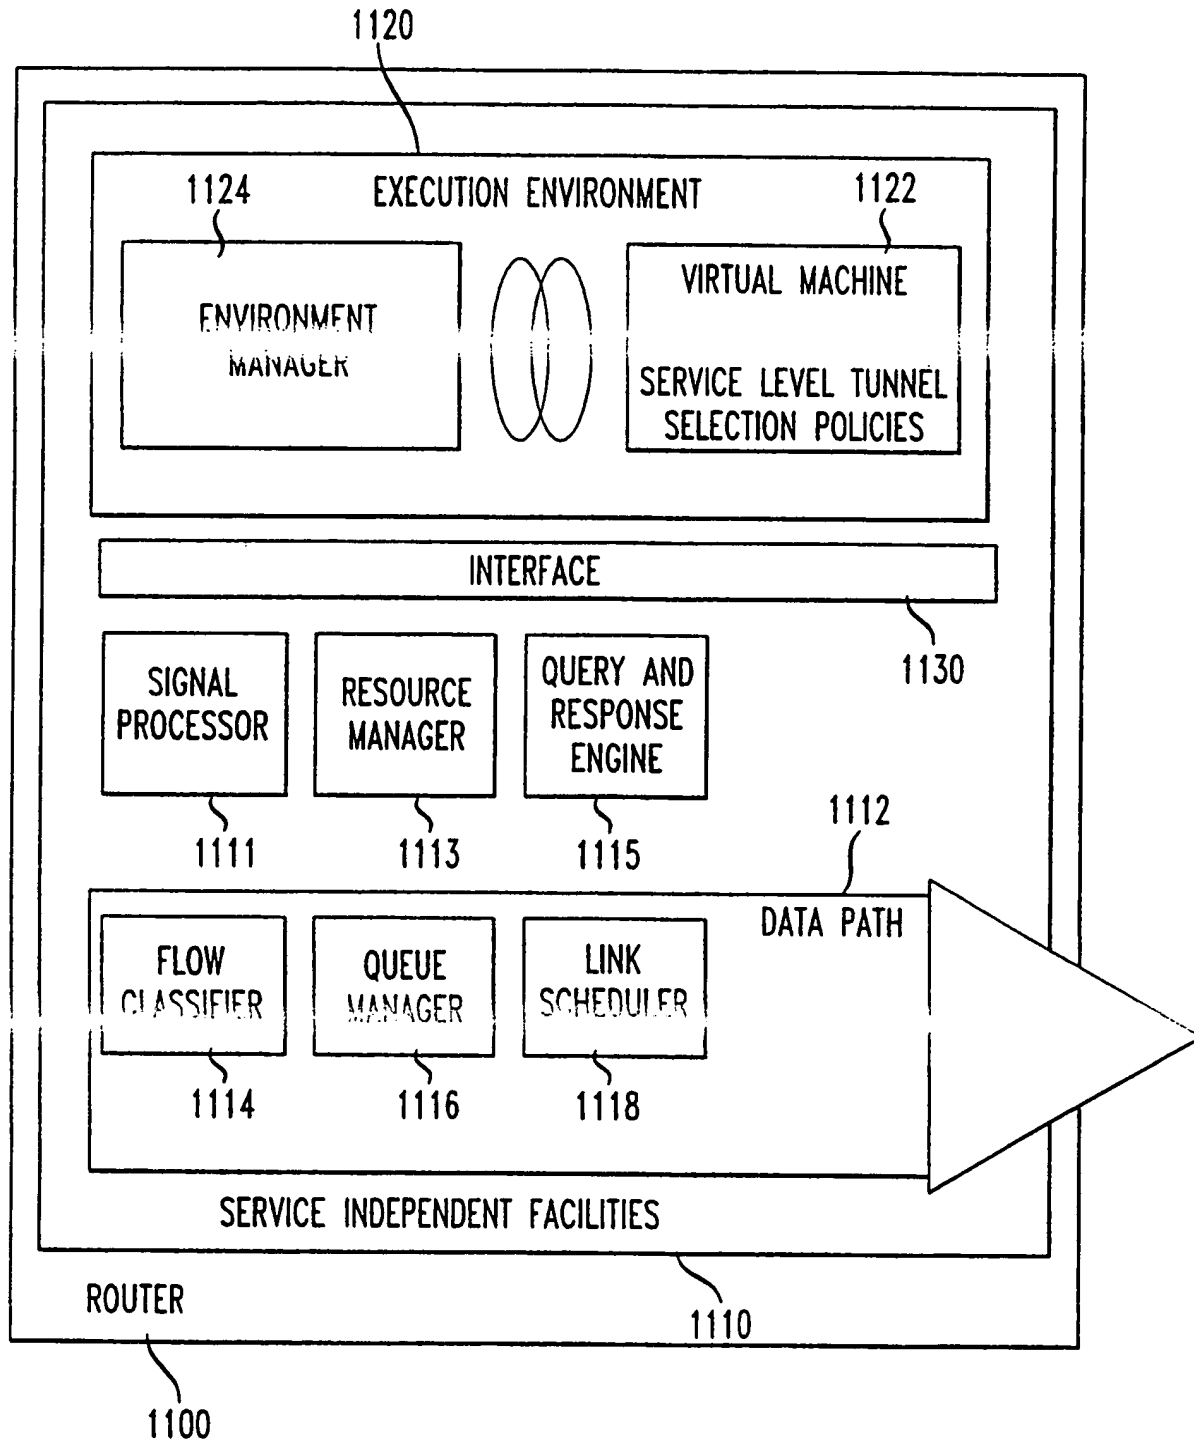 1120
1124
EXECUTION ENVIRONMENT
1122
ENVIRONMENT
MANAGER
VIRTUAL MACHINE
SERVICE LEVEL TUNNEL
SELECTION POLICIES
INTERFACE
1130
SIGNAL
PROCESSOR
RESOURCE
MANAGER
QUERY AND
RESPONSE
ENGINE
1111
1113
1115
1112
DATA PATH
FLOW
CLASSIFIER
QUEUE
MANAGER
LINK
SCHEDULER
1114
1116
1118
SERVICE INDEPENDENT FACILITIES
ROUTER
1110
1100